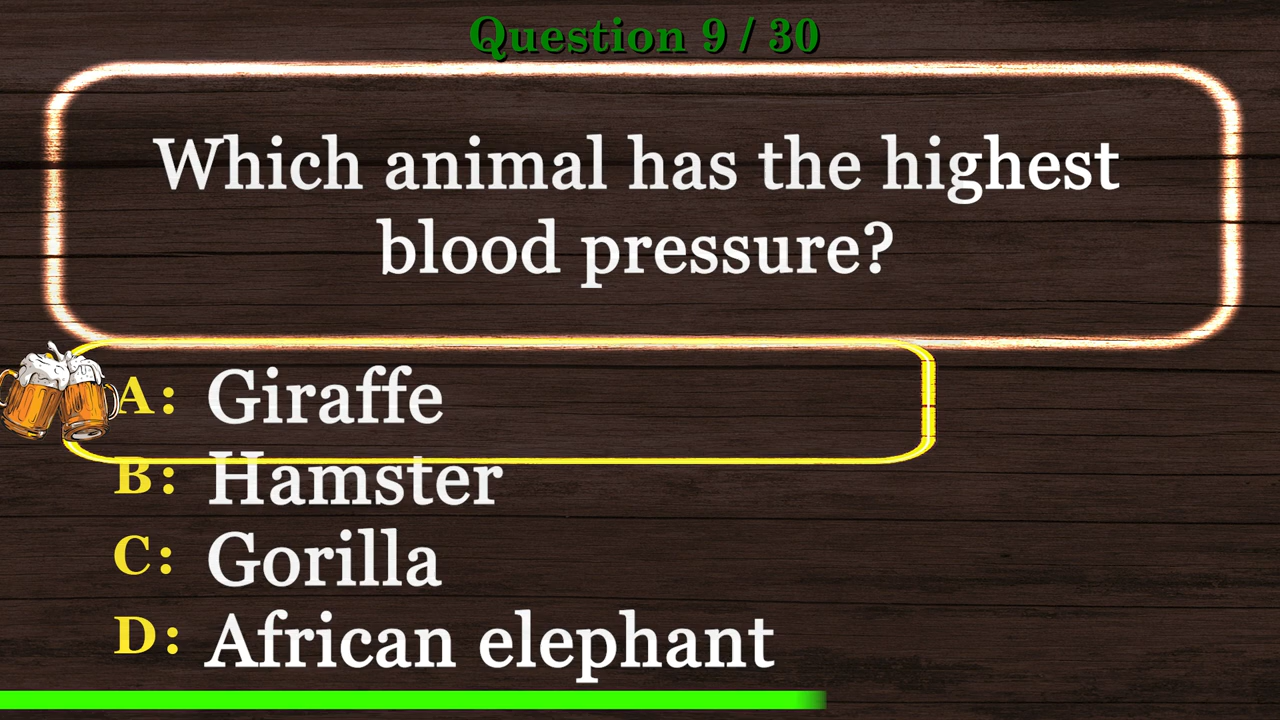 Question 9 / 30
Which animal has the highest
blood pressure?
A: Giraffe
B: Hamster
C: Gorilla
D: African elephant